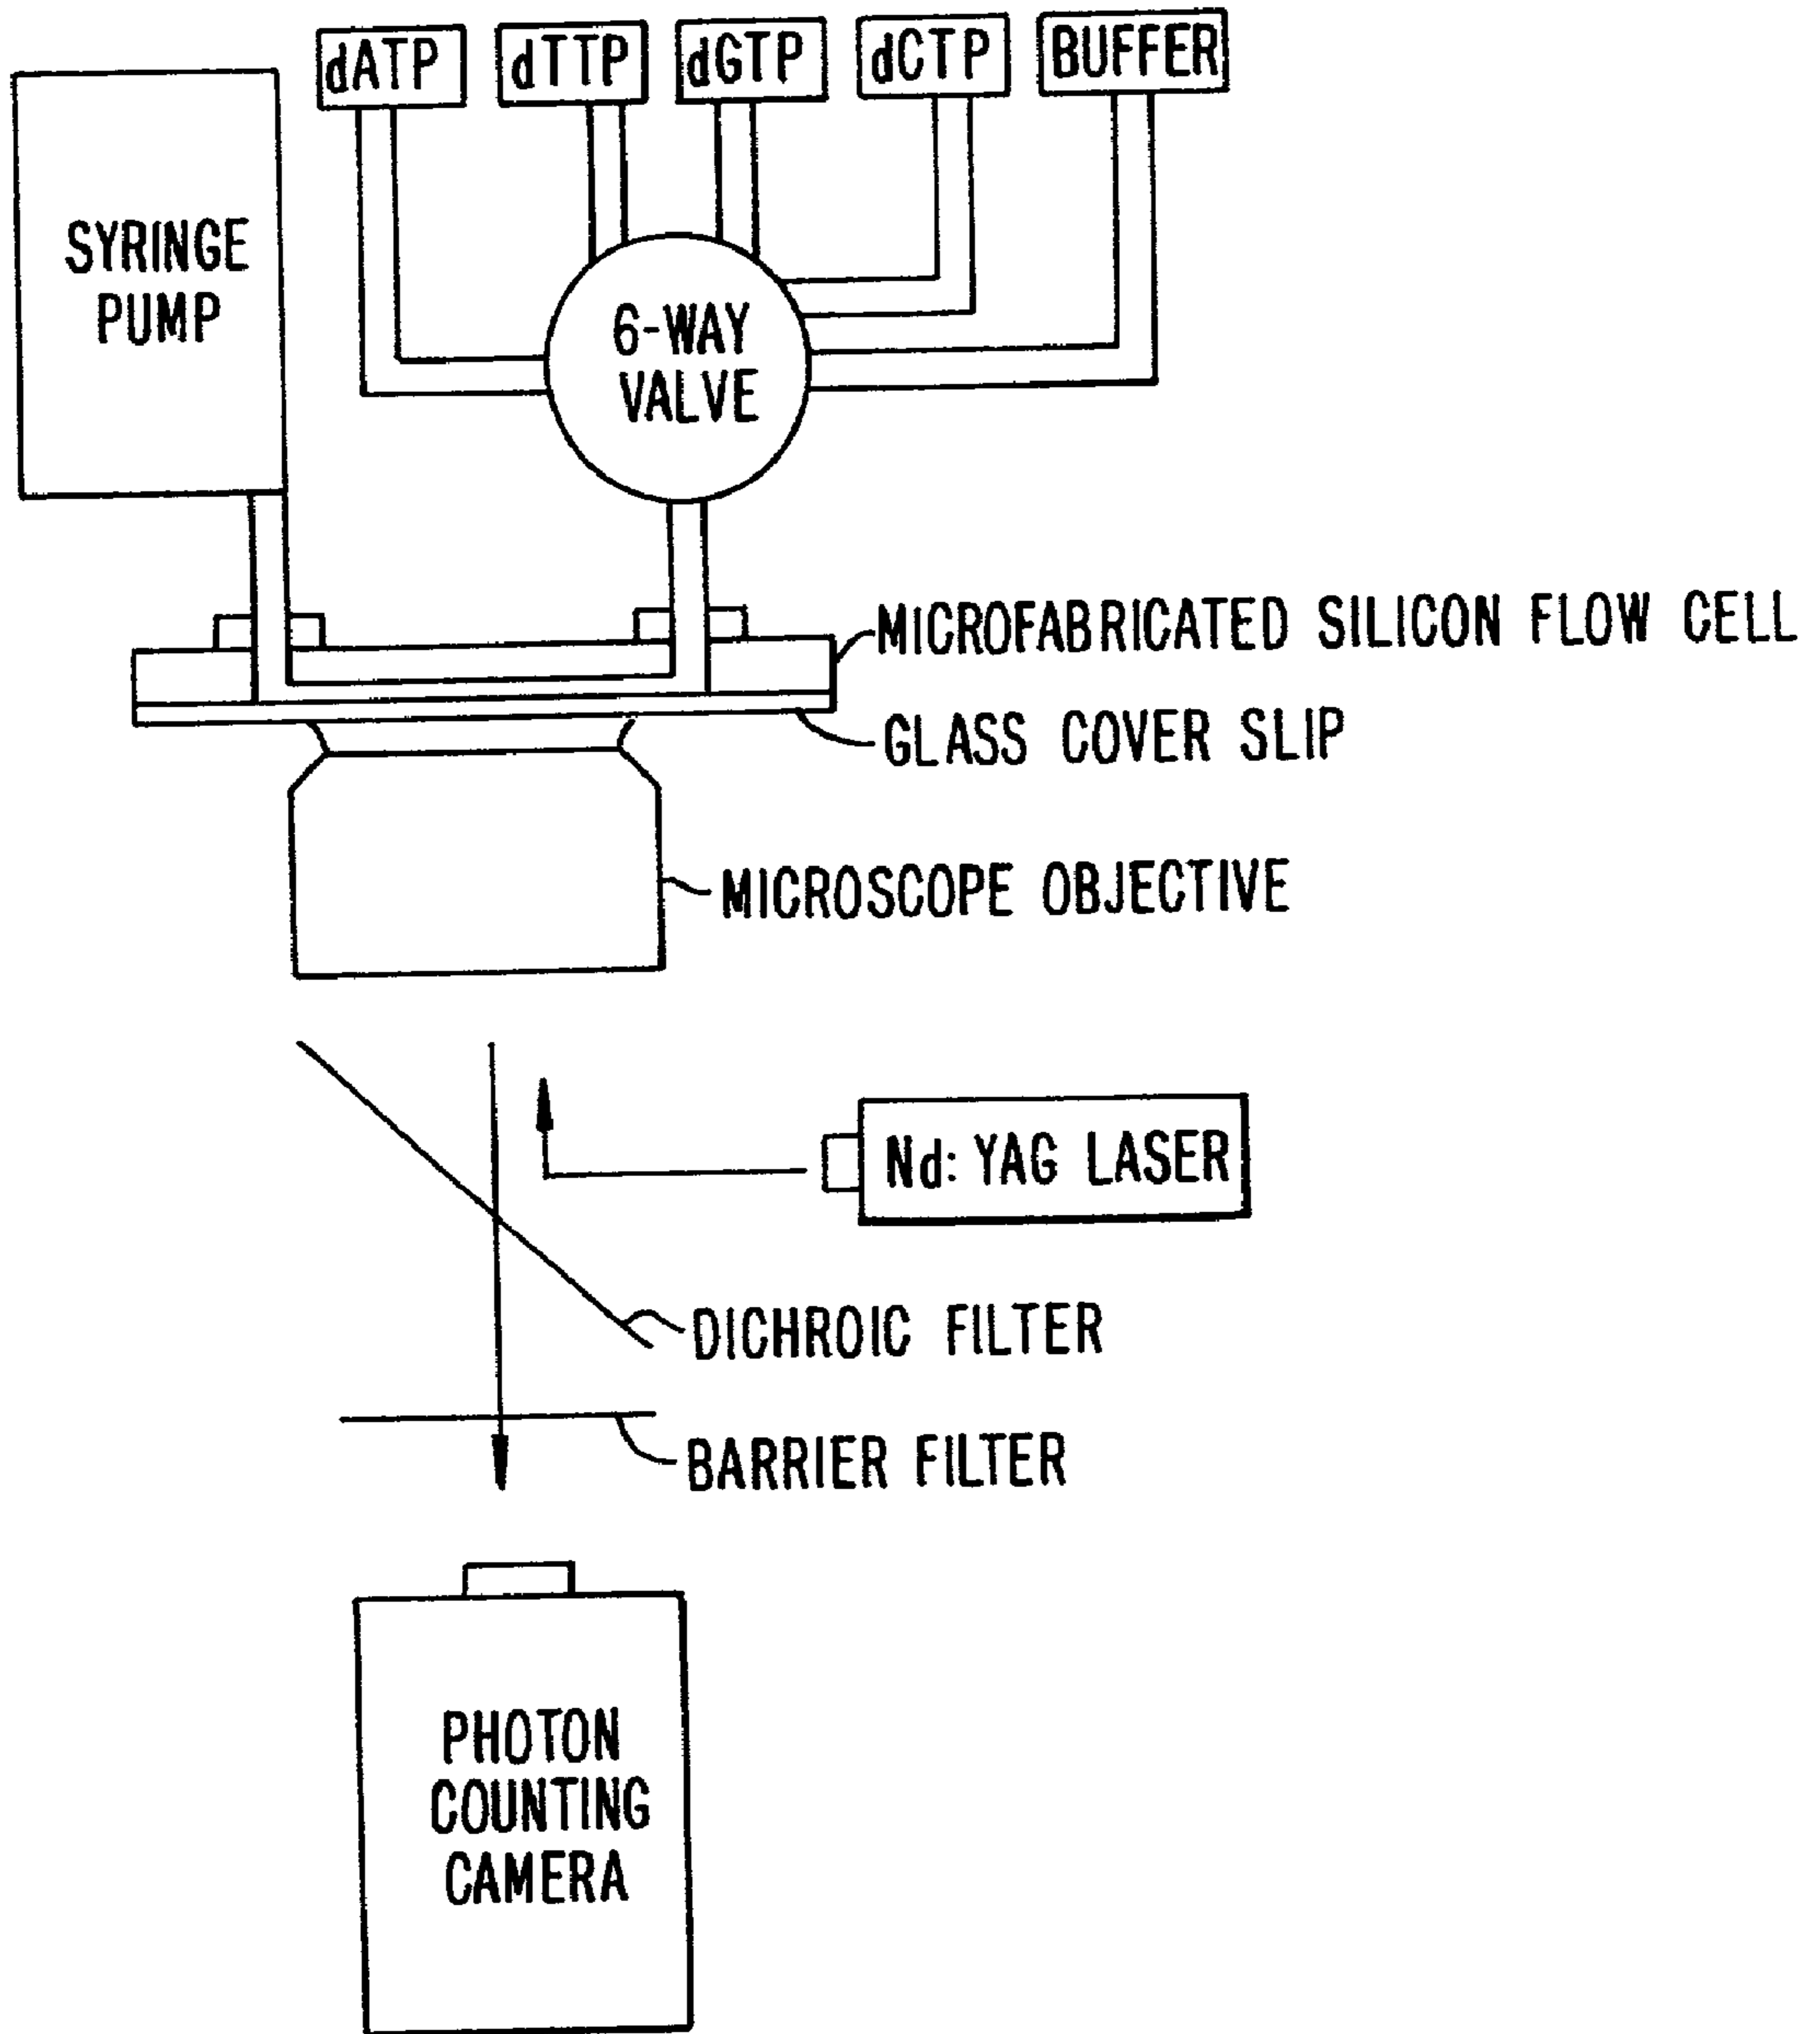 dATP
dTTP
dGTP
dCTP
BUFFER
SYRINGE
PUMP
6-WAY
VALVE
MICROFABRICATED SILICON FLOW CELL
GLASS COVER SLIP
MICROSCOPE OBJECTIVE
Nd: YAG LASER
DICHROIC FILTER
BARRIER FILTER
PHOTON
COUNTING
CAMERA